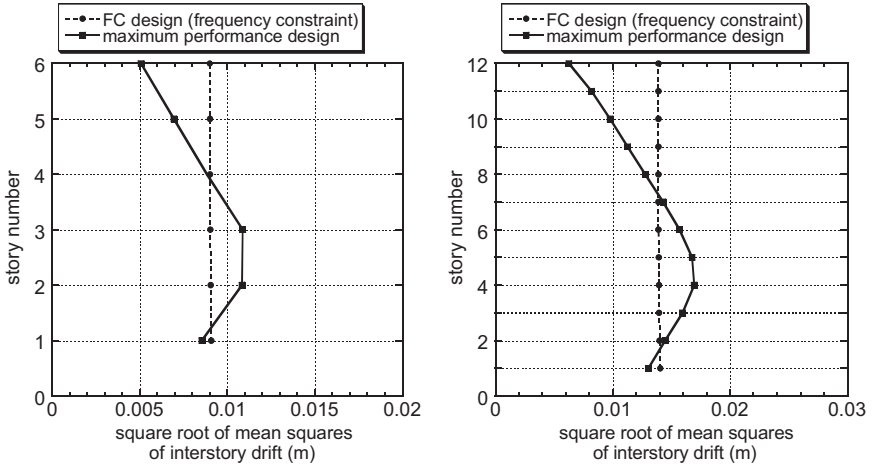 FC design (frequency constraint)
maximum performance design
6
5
4
3
2
1
0
story number
0 0.005 0.01 0.015 0.02
square root of mean squares
of interstory drift (m)
FC design (frequency constraint)
maximum performance design
12
10
8
6
4
2
0
story number
0 0.01 0.02 0.03
square root of mean squares
of interstory drift (m)